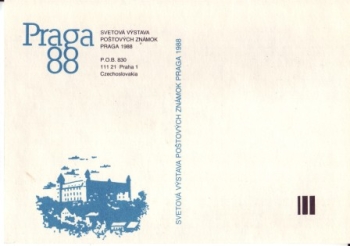 Praga
88
SVETOVÁ VÝSTAVA
POŠTOVÝCH ZNÁMOK
PRAGA 1988
P.O.B. 830
111 21 Praha 1
Czechoslovakia
SVETOVÁ VÝSTAVA POŠTOVÝCH ZNÁMOK PRAGA 1988